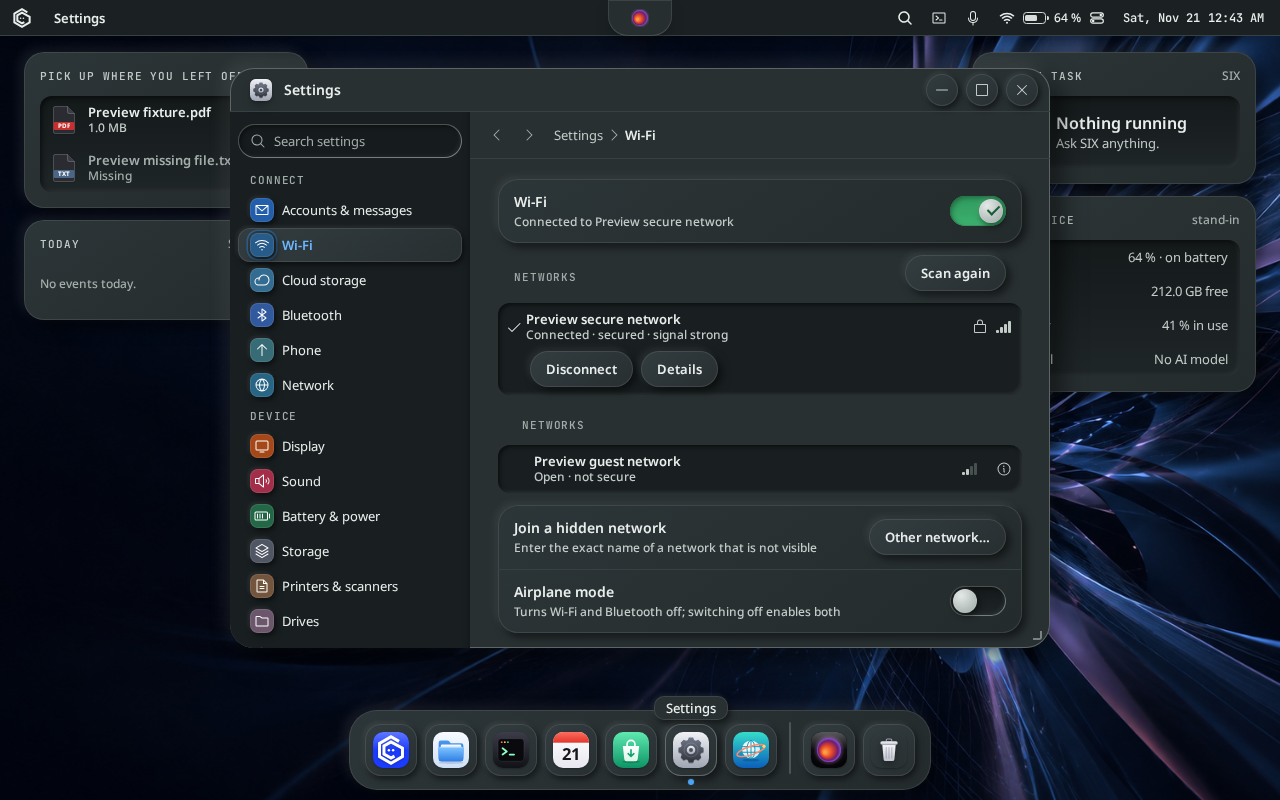 Settings
64 %
Sat, Nov 21 12:43 AM
PICK UP WHERE YOU LEFT
Preview fixture.pdf
1.0 MB
PDF
Preview missing file.tx
Missing
TXT
TODAY
No events today.
Settings
Search settings
CONNECT
Accounts & messages
Wi-Fi
Cloud storage
Bluetooth
Phone
Network
DEVICE
Display
Sound
Battery & power
Storage
Printers & scanners
Drives
Settings
Wi-Fi
Wi-Fi
Connected to Preview secure network
NETWORKS
Scan again
Preview secure network
Connected · secured · signal strong
Disconnect
Details
NETWORKS
Preview guest network
Open · not secure
Join a hidden network
Enter the exact name of a network that is not visible
Other network...
Airplane mode
Turns Wi-Fi and Bluetooth off; switching off enables both
TASK
SIX
Nothing running
Ask SIX anything.
ICE
stand-in
64 % · on battery
212.0 GB free
41 % in use
No AI model
Settings
21